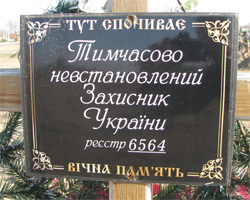 ТУТ СПОЧИВАЄ
Тимчасово
невстановлений
Захисник
України
реєстр 6564
ВІЧНА ПАМ'ЯТЬ